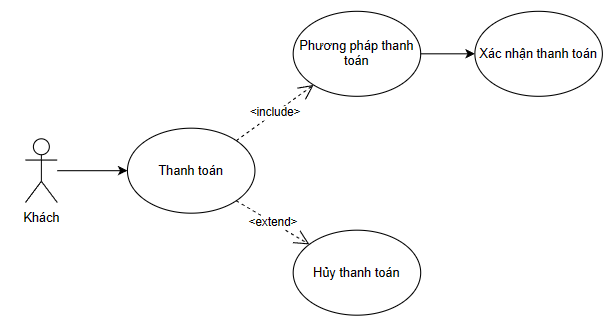 Phương pháp thanh
toán
Xác nhận thanh toán
<include>
Thanh toán
Khách
<extend>
Hủy thanh toán